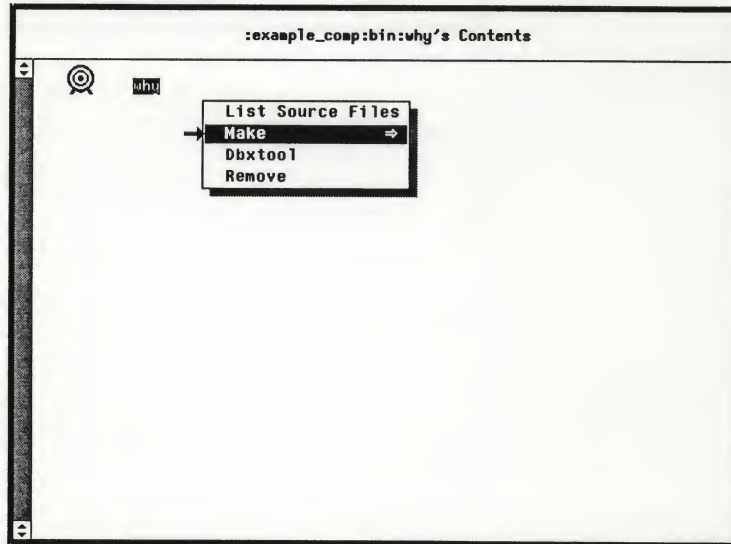 :example_comp:bin:why's Contents
why
List Source Files
Make ⇒
Dbxtool
Remove